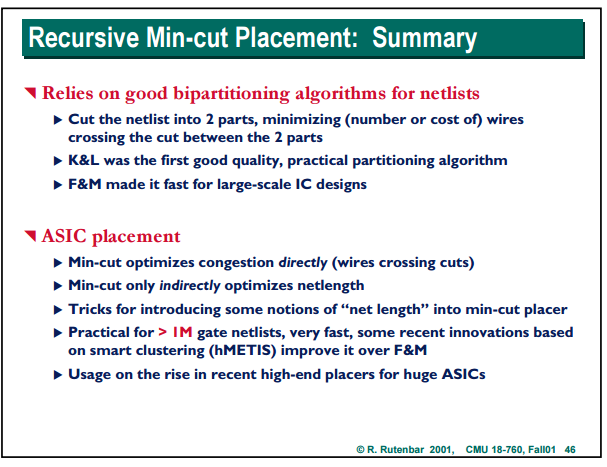 Recursive Min-cut Placement: Summary
Relies on good bipartitioning algorithms for netlists
Cut the netlist into 2 parts, minimizing (number or cost of) wires
crossing the cut between the 2 parts
K&L was the first good quality, practical partitioning algorithm
F&M made it fast for large-scale IC designs
ASIC placement
Min-cut optimizes congestion directly (wires crossing cuts)
Min-cut only indirectly optimizes netlength
Tricks for introducing some notions of “net length” into min-cut placer
Practical for > 1M gate netlists, very fast, some recent innovations based
on smart clustering (hMETIS) improve it over F&M
Usage on the rise in recent high-end placers for huge ASICs
© R. Rutenbar 2001, CMU 18-760, Fall01 46